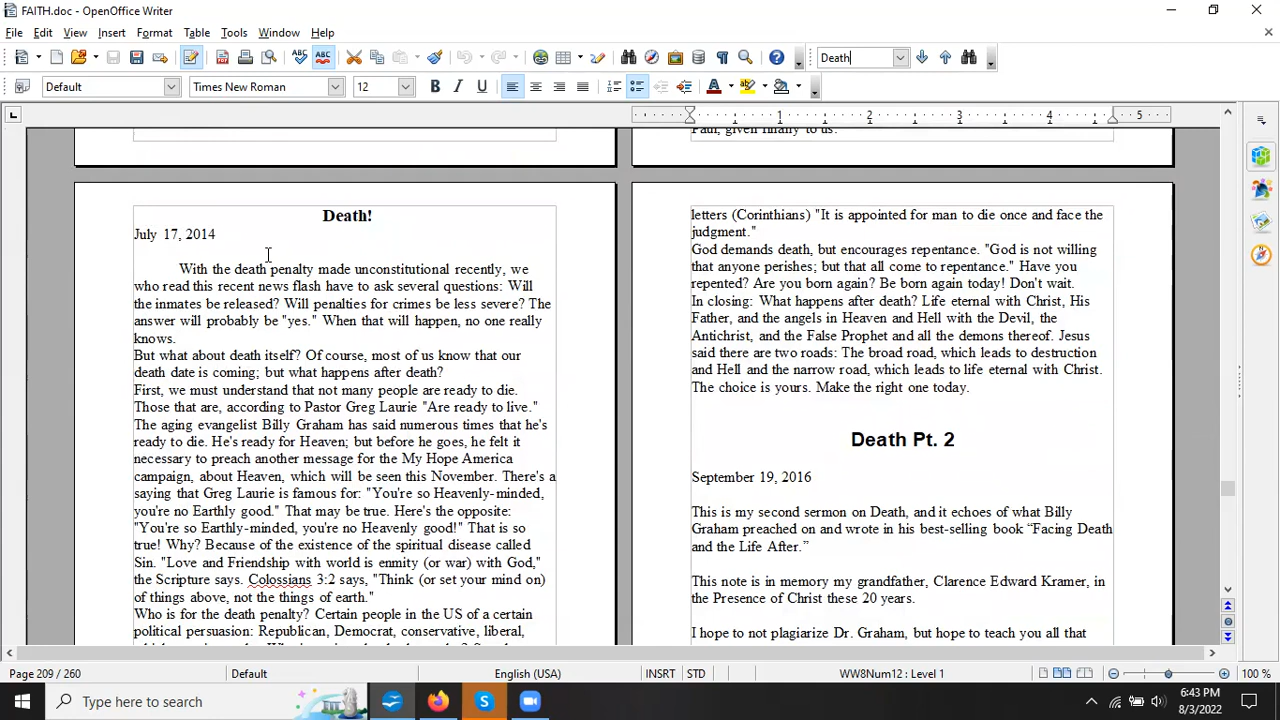 FAITH.doc - OpenOffice Writer
File Edit View Insert Format Table Tools Window Help
Death
Default Times New Roman 12
1 2 3 4 5
Paul, given finally to us.
Death!
July 17, 2014
With the death penalty made unconstitutional recently, we
who read this recent news flash have to ask several questions: Will
the inmates be released? Will penalties for crimes be less severe? The
answer will probably be "yes." When that will happen, no one really
knows.
But what about death itself? Of course, most of us know that our
death date is coming; but what happens after death?
First, we must understand that not many people are ready to die.
Those that are, according to Pastor Greg Laurie "Are ready to live."
The aging evangelist Billy Graham has said numerous times that he's
ready to die. He's ready for Heaven; but before he goes, he felt it
necessary to preach another message for the My Hope America
campaign, about Heaven, which will be seen this November. There's a
saying that Greg Laurie is famous for: "You're so Heavenly-minded,
you're no Earthly good." That may be true. Here's the opposite:
"You're so Earthly-minded, you're no Heavenly good!" That is so
true! Why? Because of the existence of the spiritual disease called
Sin. "Love and Friendship with world is enmity (or war) with God,"
the Scripture says. Colossians 3:2 says, "Think (or set your mind on)
of things above, not the things of earth."
Who is for the death penalty? Certain people in the US of a certain
political persuasion: Republican, Democrat, conservative, liberal,
letters (Corinthians) "It is appointed for man to die once and face the
judgment."
God demands death, but encourages repentance. "God is not willing
that anyone perishes; but that all come to repentance." Have you
repented? Are you born again? Be born again today! Don't wait.
In closing: What happens after death? Life eternal with Christ, His
Father, and the angels in Heaven and Hell with the Devil, the
Antichrist, and the False Prophet and all the demons thereof. Jesus
said there are two roads: The broad road, which leads to destruction
and Hell and the narrow road, which leads to life eternal with Christ.
The choice is yours. Make the right one today.
Death Pt. 2
September 19, 2016
This is my second sermon on Death, and it echoes of what Billy
Graham preached on and wrote in his best-selling book “Facing Death
and the Life After.”
This note is in memory my grandfather, Clarence Edward Kramer, in
the Presence of Christ these 20 years.
I hope to not plagiarize Dr. Graham, but hope to teach you all that
Page 209 / 260 Default English (USA) INSRT STD WW8Num12 : Level 1 100 %
Type here to search
6:43 PM
8/3/2022